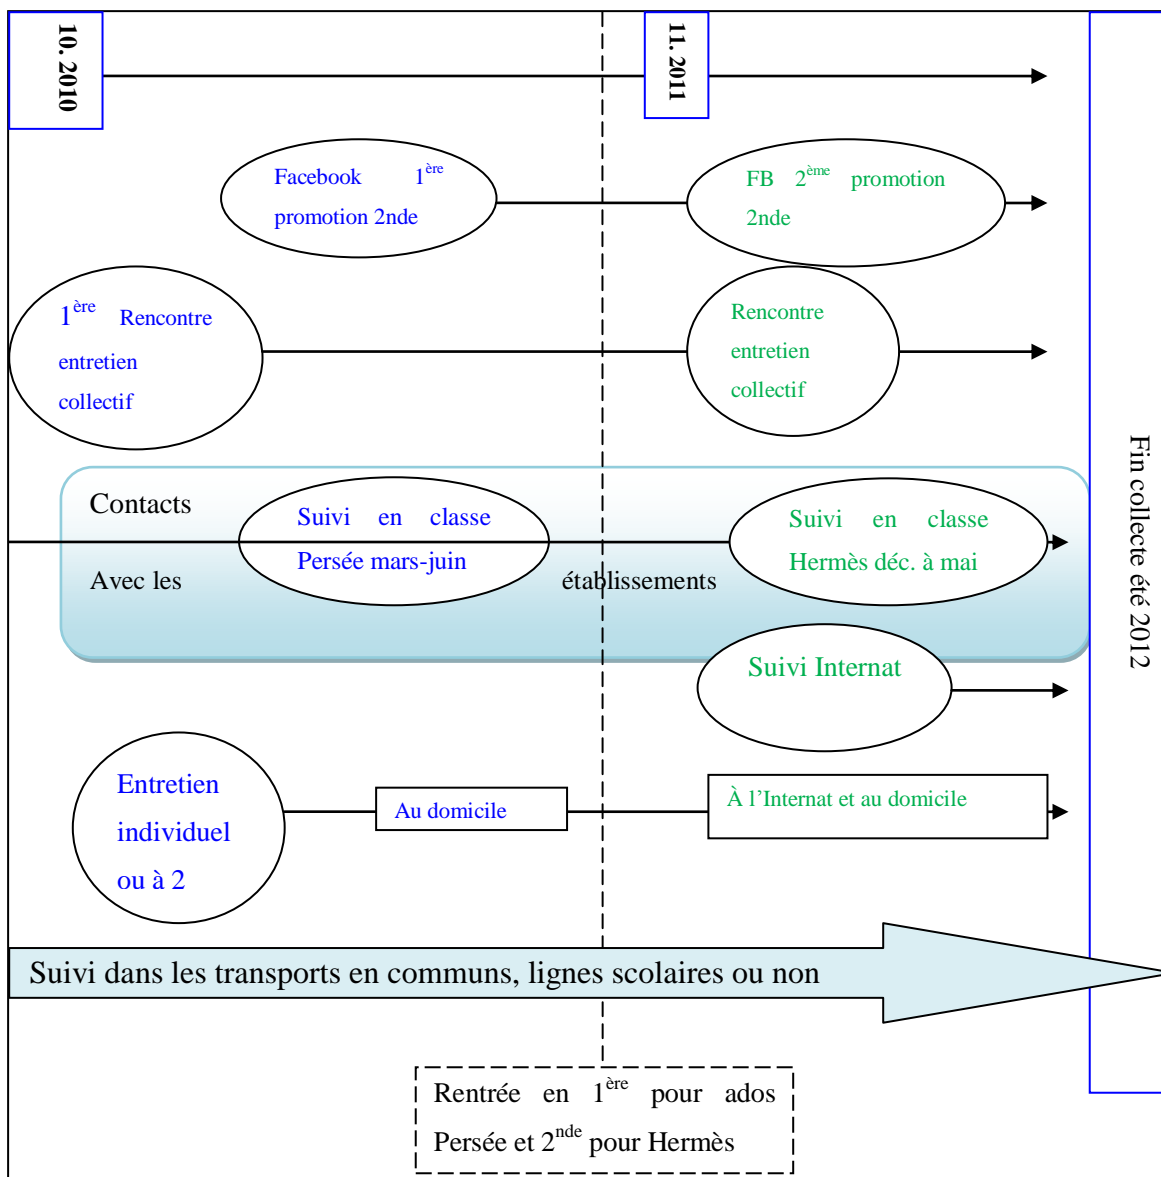 10. 2010
11. 2011
Facebook 1ère
promotion 2nde
FB 2ème promotion
2nde
1ère Rencontre
entretien
collectif
Rencontre
entretien
collectif
Contacts
Suivi en classe
Persée mars-juin
Suivi en classe
Hermès déc. à mai
Avec les établissements
Suivi Internat
Entretien
individuel
ou à 2
Au domicile
À l’Internat et au domicile
Suivi dans les transports en communs, lignes scolaires ou non
Rentrée en 1ère pour ados
Persée et 2nde pour Hermès
Fin collecte été 2012